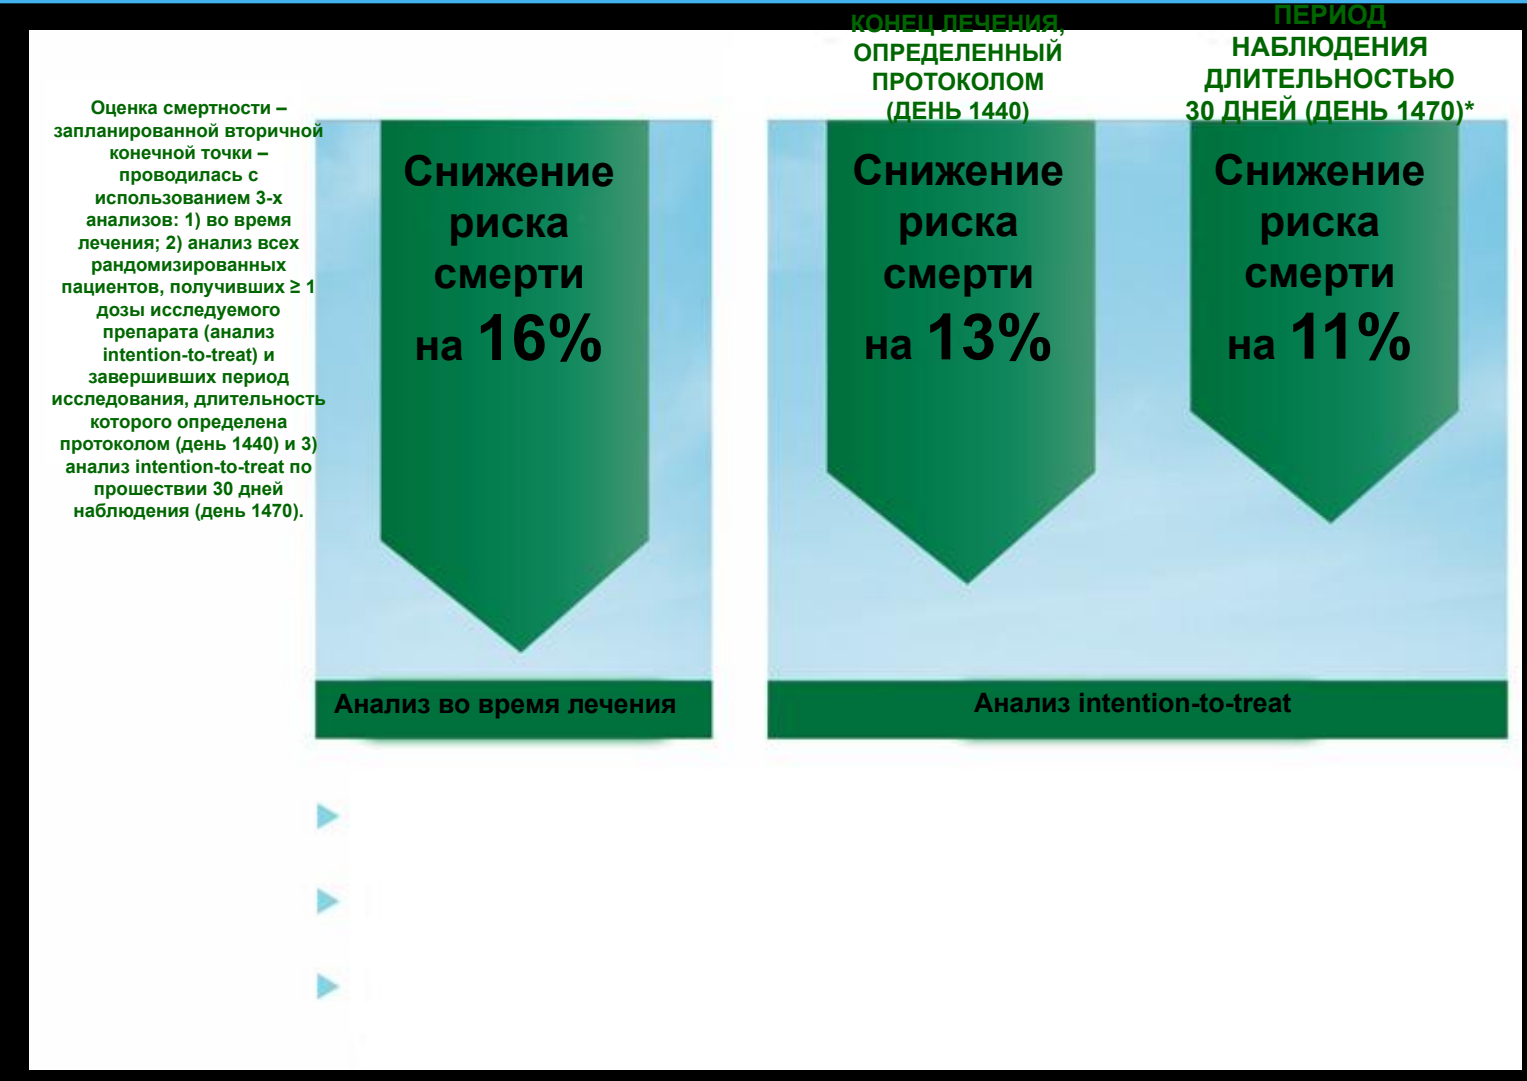 Оценка смертности –
запланированной вторичной
конечной точки –
проводилась с
использованием 3-х
анализов: 1) во время
лечения; 2) анализ всех
рандомизированных
пациентов, получивших ≥ 1
дозы исследуемого
препарата (анализ
intention-to-treat) и
завершивших период
исследования, длительность
которого определена
протоколом (день 1440) и 3)
анализ intention-to-treat по
прошествии 30 дней
наблюдения (день 1470).
Снижение
риска
смерти
на 16%
Анализ во время лечения
КОНЕЦ ЛЕЧЕНИЯ,
ОПРЕДЕЛЕННЫЙ
ПРОТОКОЛОМ
(ДЕНЬ 1440)
Снижение
риска
смерти
на 13%
ПЕРИОД
НАБЛЮДЕНИЯ
ДЛИТЕЛЬНОСТЬЮ
30 ДНЕЙ (ДЕНЬ 1470)*
Снижение
риска
смерти
на 11%
Анализ intention-to-treat